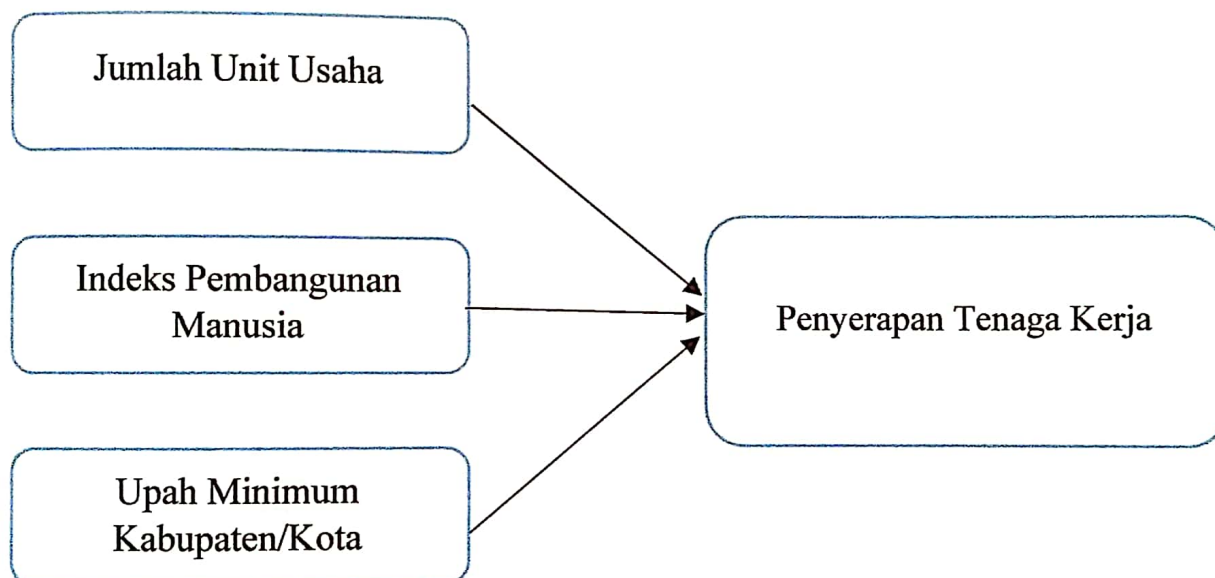 Jumlah Unit Usaha
Indeks Pembangunan
Manusia
Penyerapan Tenaga Kerja
Upah Minimum
Kabupaten/Kota